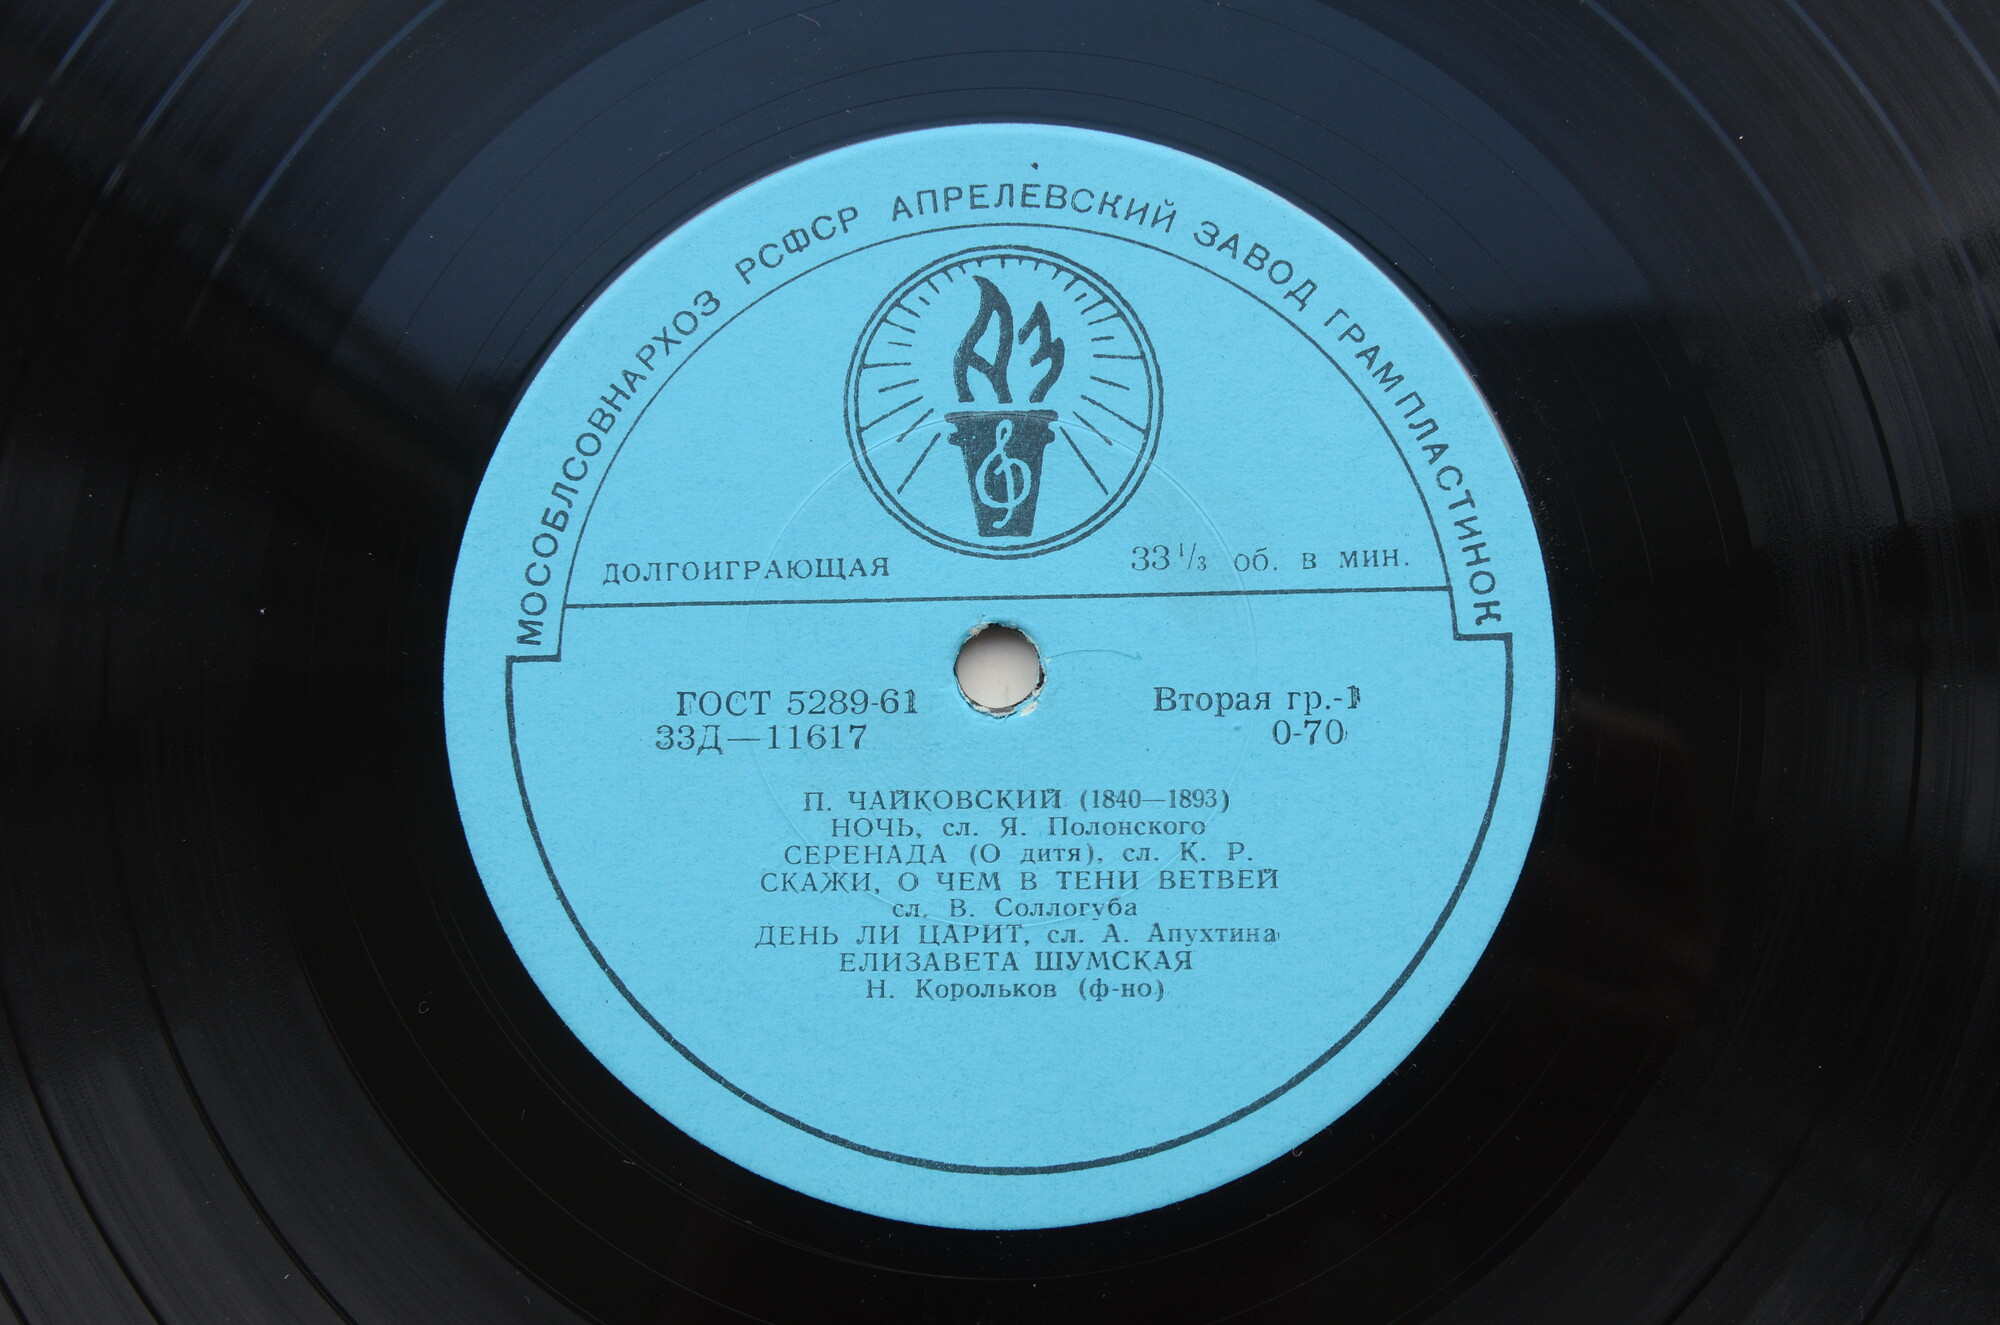 МОСОБЛСОВНАРХОЗ РСФСР АПРЕЛЕВСКИЙ ЗАВОД ГРАМПЛАСТИНОК
АЗ
ДОЛГОИГРАЮЩАЯ
33 1/3 об. в мин.
ГОСТ 5289-61
33Д—11617
Вторая гр.-1
0-70
П. ЧАЙКОВСКИЙ (1840—1893)
НОЧЬ, сл. Я. Полонского
СЕРЕНАДА (О дитя), сл. К. Р.
СКАЖИ, О ЧЕМ В ТЕНИ ВЕТВЕЙ
сл. В. Соллогуба
ДЕНЬ ЛИ ЦАРИТ, сл. А. Апухтина
ЕЛИЗАВЕТА ШУМСКАЯ
Н. Корольков (ф-но)